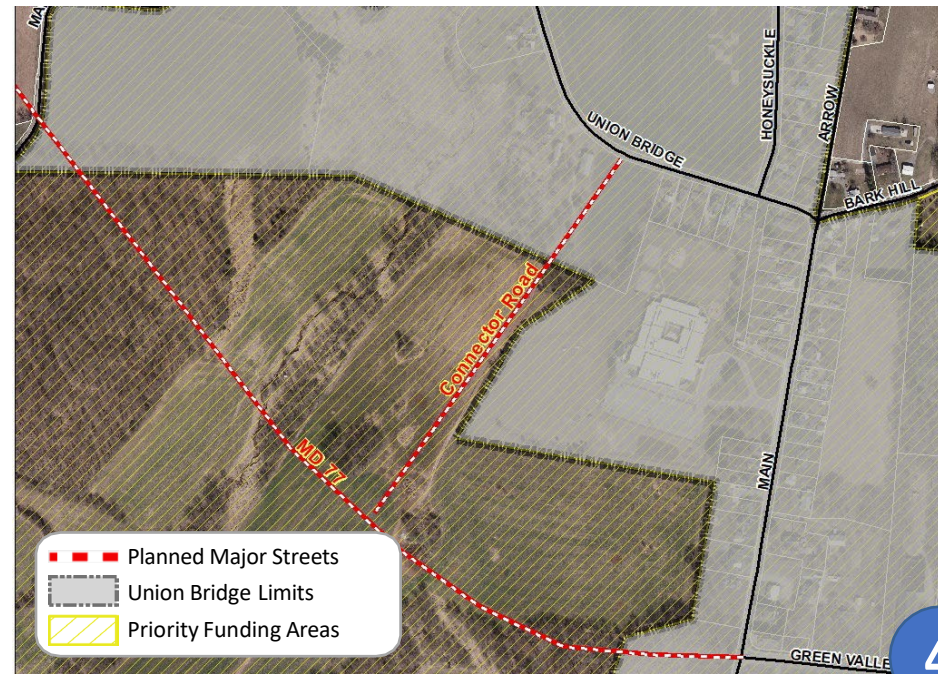 MA
HONEYSUCKLE
ARROW
UNION BRIDGE
BARK HILL
Connector Road
MAIN
MD 77
Planned Major Streets
Union Bridge Limits
Priority Funding Areas
GREEN VALLE
4